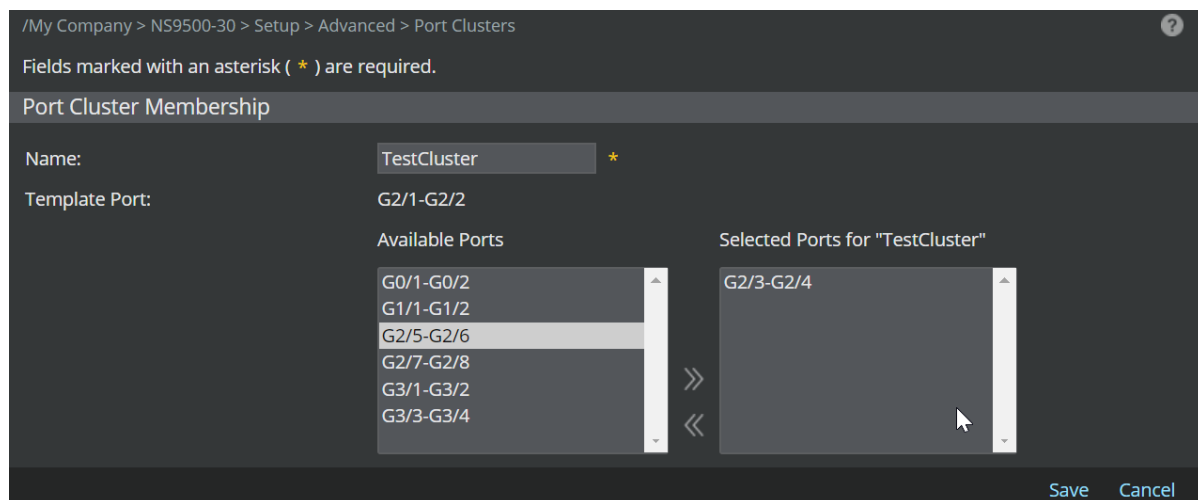 /My Company > NS9500-30 > Setup > Advanced > Port Clusters
?
Fields marked with an asterisk ( * ) are required.
Port Cluster Membership
Name: TestCluster *
Template Port: G2/1-G2/2
Available Ports Selected Ports for "TestCluster"
G0/1-G0/2 G2/3-G2/4
G1/1-G1/2
G2/5-G2/6
G2/7-G2/8
G3/1-G3/2
G3/3-G3/4
Save Cancel